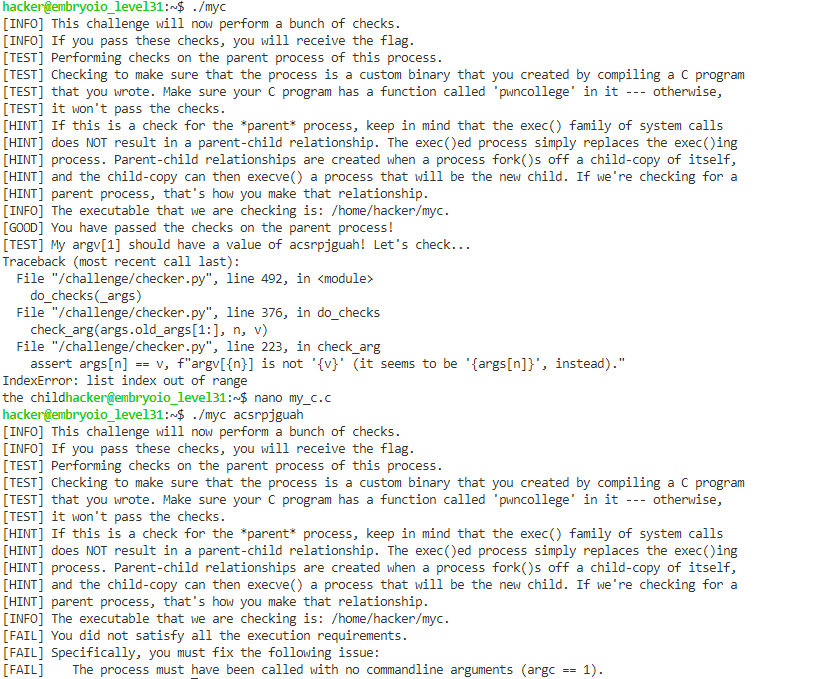 hacker@embryoio_level31:~$ ./myc
[INFO] This challenge will now perform a bunch of checks.
[INFO] If you pass these checks, you will receive the flag.
[TEST] Performing checks on the parent process of this process.
[TEST] Checking to make sure that the process is a custom binary that you created by compiling a C program
[TEST] that you wrote. Make sure your C program has a function called 'pwncollege' in it --- otherwise,
[TEST] it won't pass the checks.
[HINT] If this is a check for the *parent* process, keep in mind that the exec() family of system calls
[HINT] does NOT result in a parent-child relationship. The exec()ed process simply replaces the exec()ing
[HINT] process. Parent-child relationships are created when a process fork()s off a child-copy of itself,
[HINT] and the child-copy can then execve() a process that will be the new child. If we're checking for a
[HINT] parent process, that's how you make that relationship.
[INFO] The executable that we are checking is: /home/hacker/myc.
[GOOD] You have passed the checks on the parent process!
[TEST] My argv[1] should have a value of acsrpjguah! Let's check...
Traceback (most recent call last):
  File "/challenge/checker.py", line 492, in <module>
    do_checks(_args)
  File "/challenge/checker.py", line 376, in do_checks
    check_arg(args.old_args[1:], n, v)
  File "/challenge/checker.py", line 223, in check_arg
    assert args[n] == v, f"argv[{n}] is not '{v}' (it seems to be '{args[n]}', instead)."
IndexError: list index out of range
the childhacker@embryoio_level31:~$ nano my_c.c
hacker@embryoio_level31:~$ ./myc acsrpjguah
[INFO] This challenge will now perform a bunch of checks.
[INFO] If you pass these checks, you will receive the flag.
[TEST] Performing checks on the parent process of this process.
[TEST] Checking to make sure that the process is a custom binary that you created by compiling a C program
[TEST] that you wrote. Make sure your C program has a function called 'pwncollege' in it --- otherwise,
[TEST] it won't pass the checks.
[HINT] If this is a check for the *parent* process, keep in mind that the exec() family of system calls
[HINT] does NOT result in a parent-child relationship. The exec()ed process simply replaces the exec()ing
[HINT] process. Parent-child relationships are created when a process fork()s off a child-copy of itself,
[HINT] and the child-copy can then execve() a process that will be the new child. If we're checking for a
[HINT] parent process, that's how you make that relationship.
[INFO] The executable that we are checking is: /home/hacker/myc.
[FAIL] You did not satisfy all the execution requirements.
[FAIL] Specifically, you must fix the following issue:
[FAIL]    The process must have been called with no commandline arguments (argc == 1).